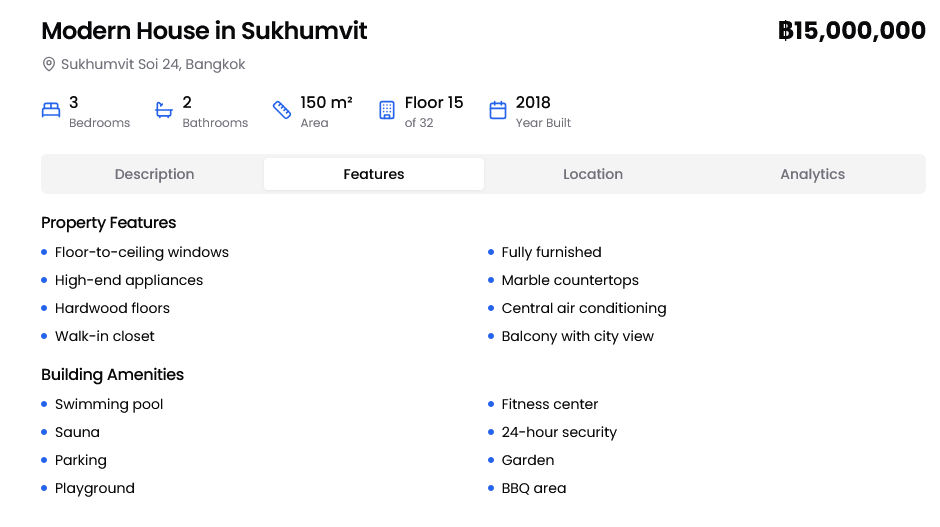 Modern House in Sukhumvit ฿15,000,000
Sukhumvit Soi 24, Bangkok
3 2 150 m² Floor 15 2018
Bedrooms Bathrooms Area of 32 Year Built
Description Features Location Analytics
Property Features
Floor-to-ceiling windows Fully furnished
High-end appliances Marble countertops
Hardwood floors Central air conditioning
Walk-in closet Balcony with city view
Building Amenities
Swimming pool Fitness center
Sauna 24-hour security
Parking Garden
Playground BBQ area